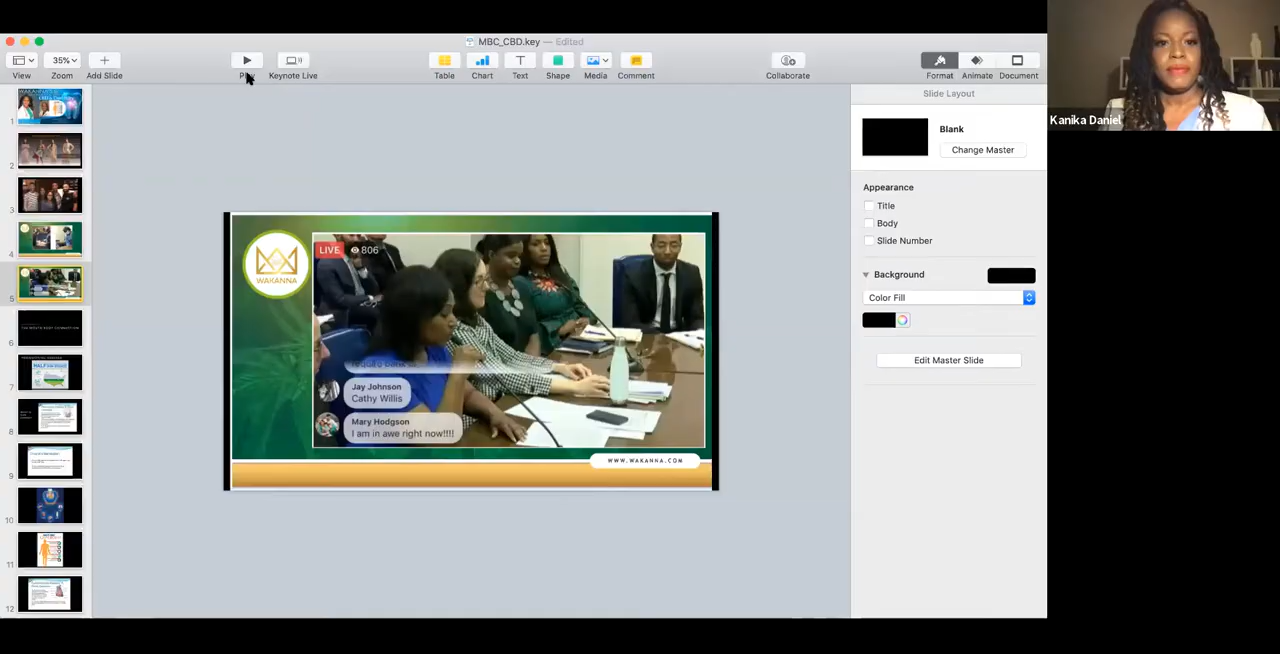 MBC_CBD.key — Edited
35%
View
Zoom
Add Slide
Play
Keynote Live
Table
Chart
Text
Shape
Media
Comment
Collaborate
Format
Animate
Document
Slide Layout
Blank
Change Master
Appearance
Title
Body
Slide Number
Background
Color Fill
Edit Master Slide
1
2
3
4
5
6
7
8
9
10
11
12
WAKANNA
LIVE
806
Jay Johnson
Cathy Willis
Mary Hodgson
I am in awe right now!!!!
WWW.WAKANNA.COM
Kanika Daniel